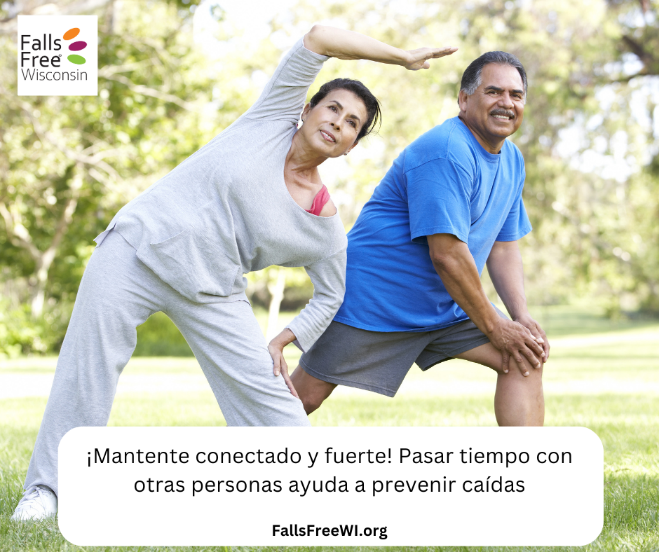 Falls
Free
Wisconsin
¡Mantente conectado y fuerte! Pasar tiempo con
otras personas ayuda a prevenir caídas
FallsFreeWI.org